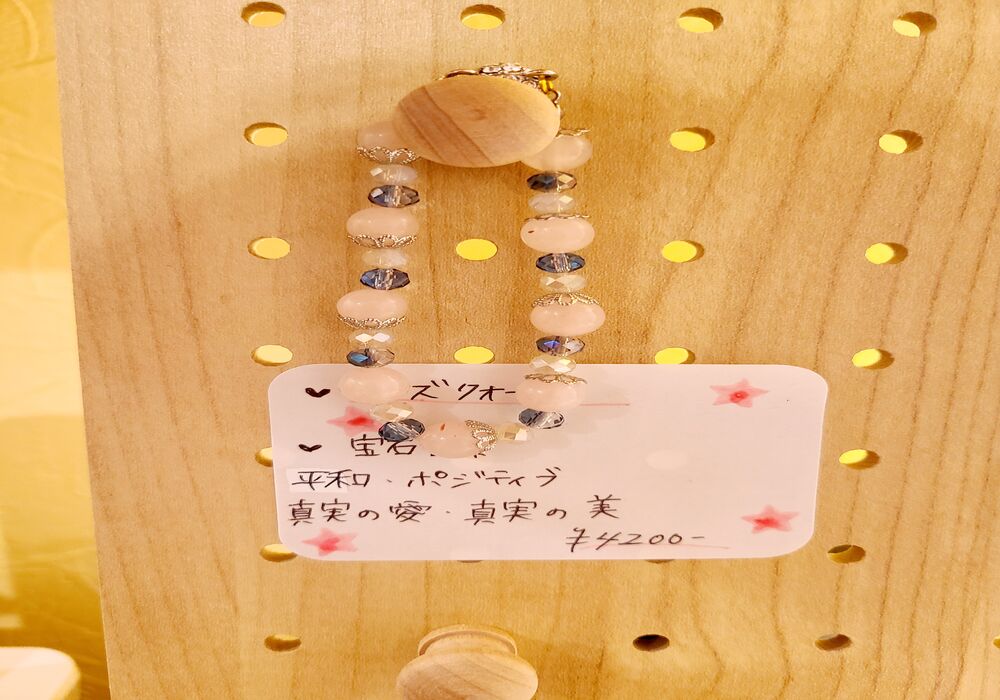 ♥ ズクォー
♥ 宝石
平和・ポジティブ
真実の愛・真実の美
¥4200-